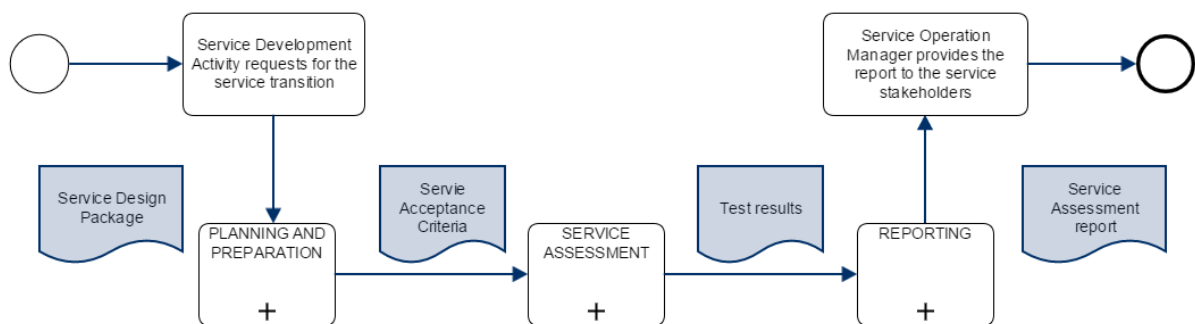 Service Development
Activity requests for the
service transition
Service Operation
Manager provides the
report to the service
stakeholders
Service Design
Package
PLANNING AND
PREPARATION
Servie
Acceptance
Criteria
SERVICE
ASSESSMENT
Test results
REPORTING
Service
Assessment
report